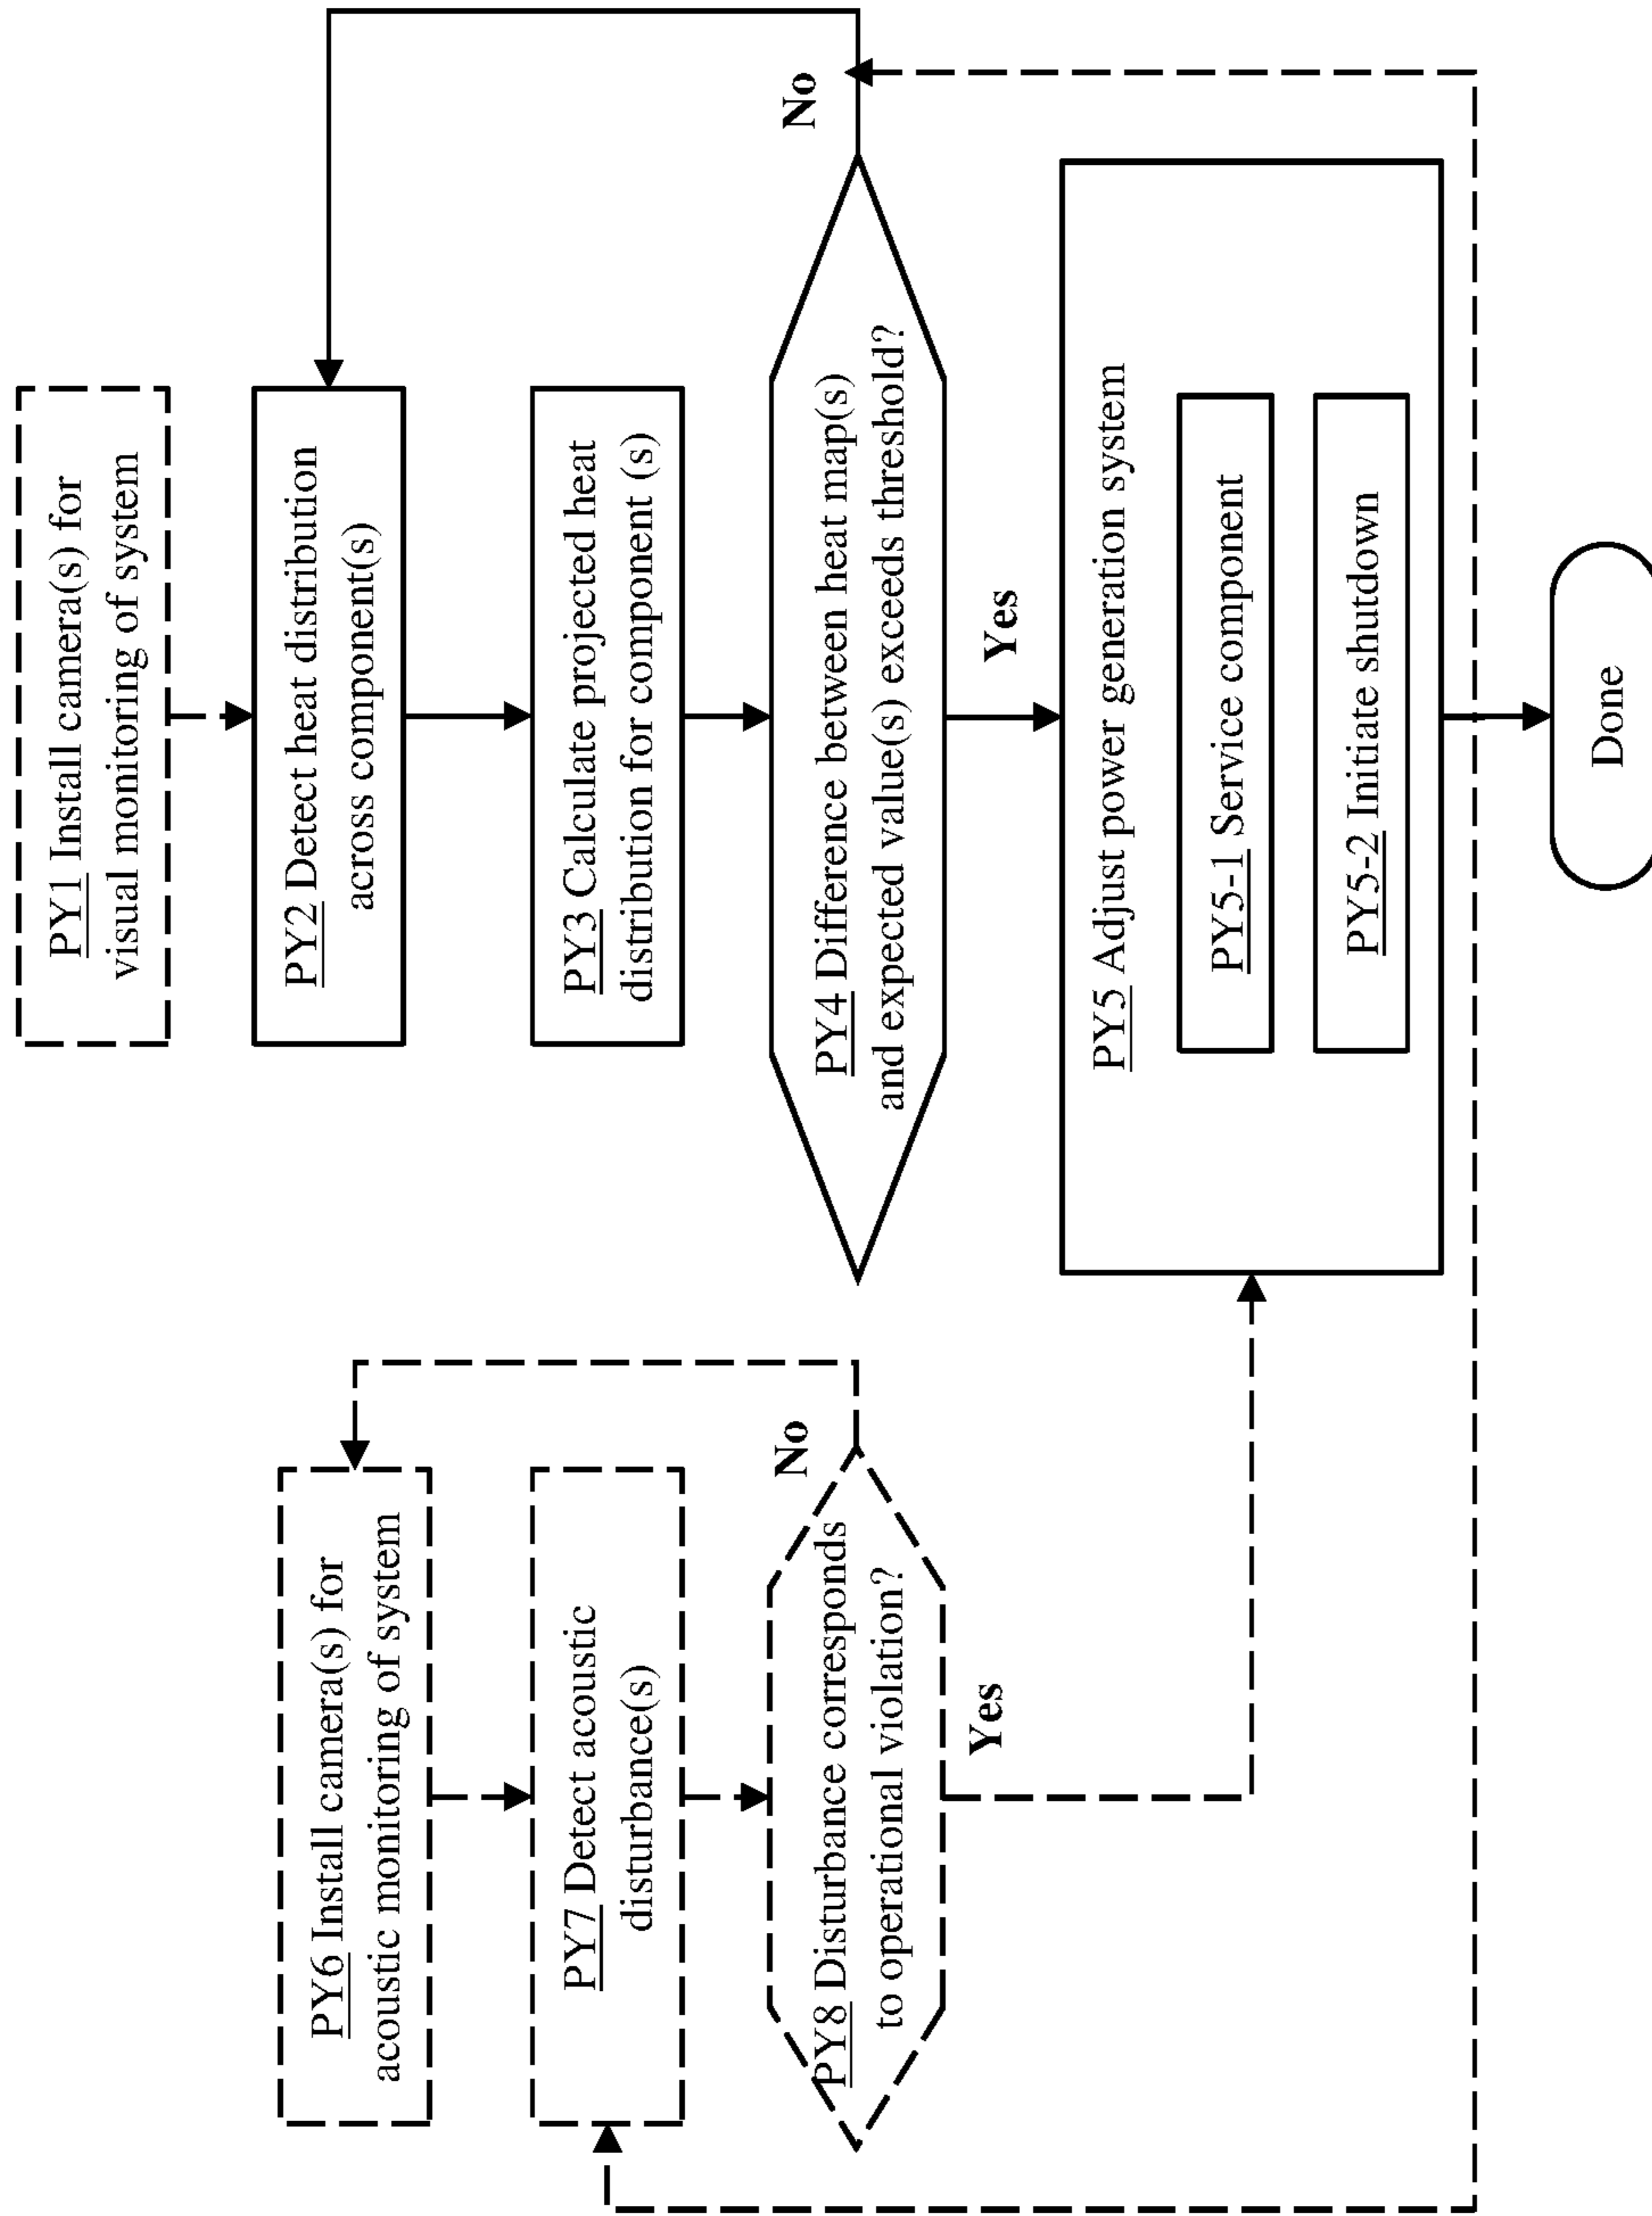 PY1 Install camera(s) for
visual monitoring of system
PY2 Detect heat distribution
across component(s)
PY3 Calculate projected heat
distribution for component (s)
PY4 Difference between heat map(s)
and expected value(s) exceeds threshold?
No
Yes
PY5 Adjust power generation system
PY5-1 Service component
PY5-2 Initiate shutdown
Done
PY6 Install camera(s) for
acoustic monitoring of system
PY7 Detect acoustic
disturbance(s)
PY8 Disturbance corresponds
to operational violation?
No
Yes